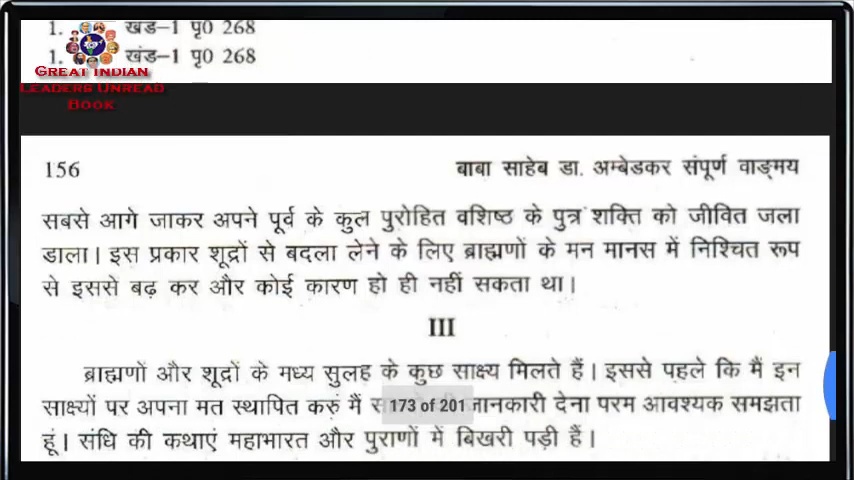 1. खंड-1 पृ0 268
1. खंड-1 पृ0 268
GREAT INDIAN
LEADERS UNREAD
BOOK
156 बाबा साहेब डा. अम्बेडकर संपूर्ण वाङ्मय
सबसे आगे जाकर अपने पूर्व के कुल पुरोहित वशिष्ठ के पुत्र शक्ति को जीवित जला
डाला। इस प्रकार शूद्रों से बदला लेने के लिए ब्राह्मणों के मन मानस में निश्चित रूप
से इससे बढ़ कर और कोई कारण हो ही नहीं सकता था।
III
ब्राह्मणों और शूद्रों के मध्य सुलह के कुछ साक्ष्य मिलते हैं। इससे पहले कि मैं इन
साक्ष्यों पर अपना मत स्थापित करुं मैं जानकारी देना परम आवश्यक समझता
173 of 201
हूं। संधि की कथाएं महाभारत और पुराणों में बिखरी पड़ी हैं।